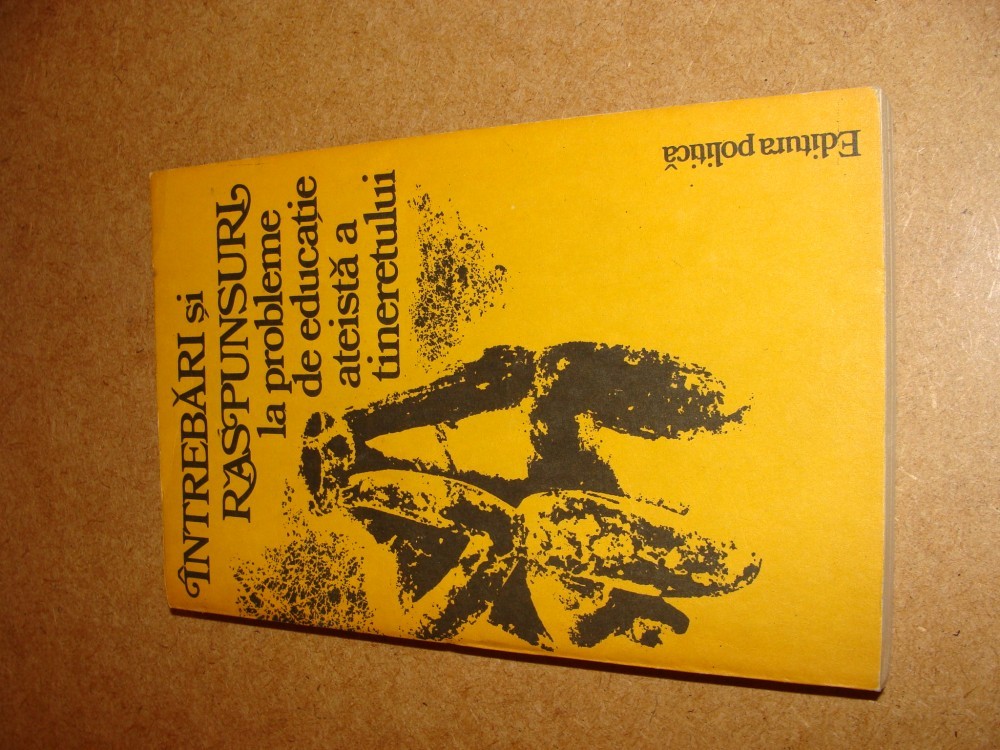 ÎNTREBĂRI și
RĂSPUNSURI
la probleme
de educație
ateistă a
tineretului
Editura politică